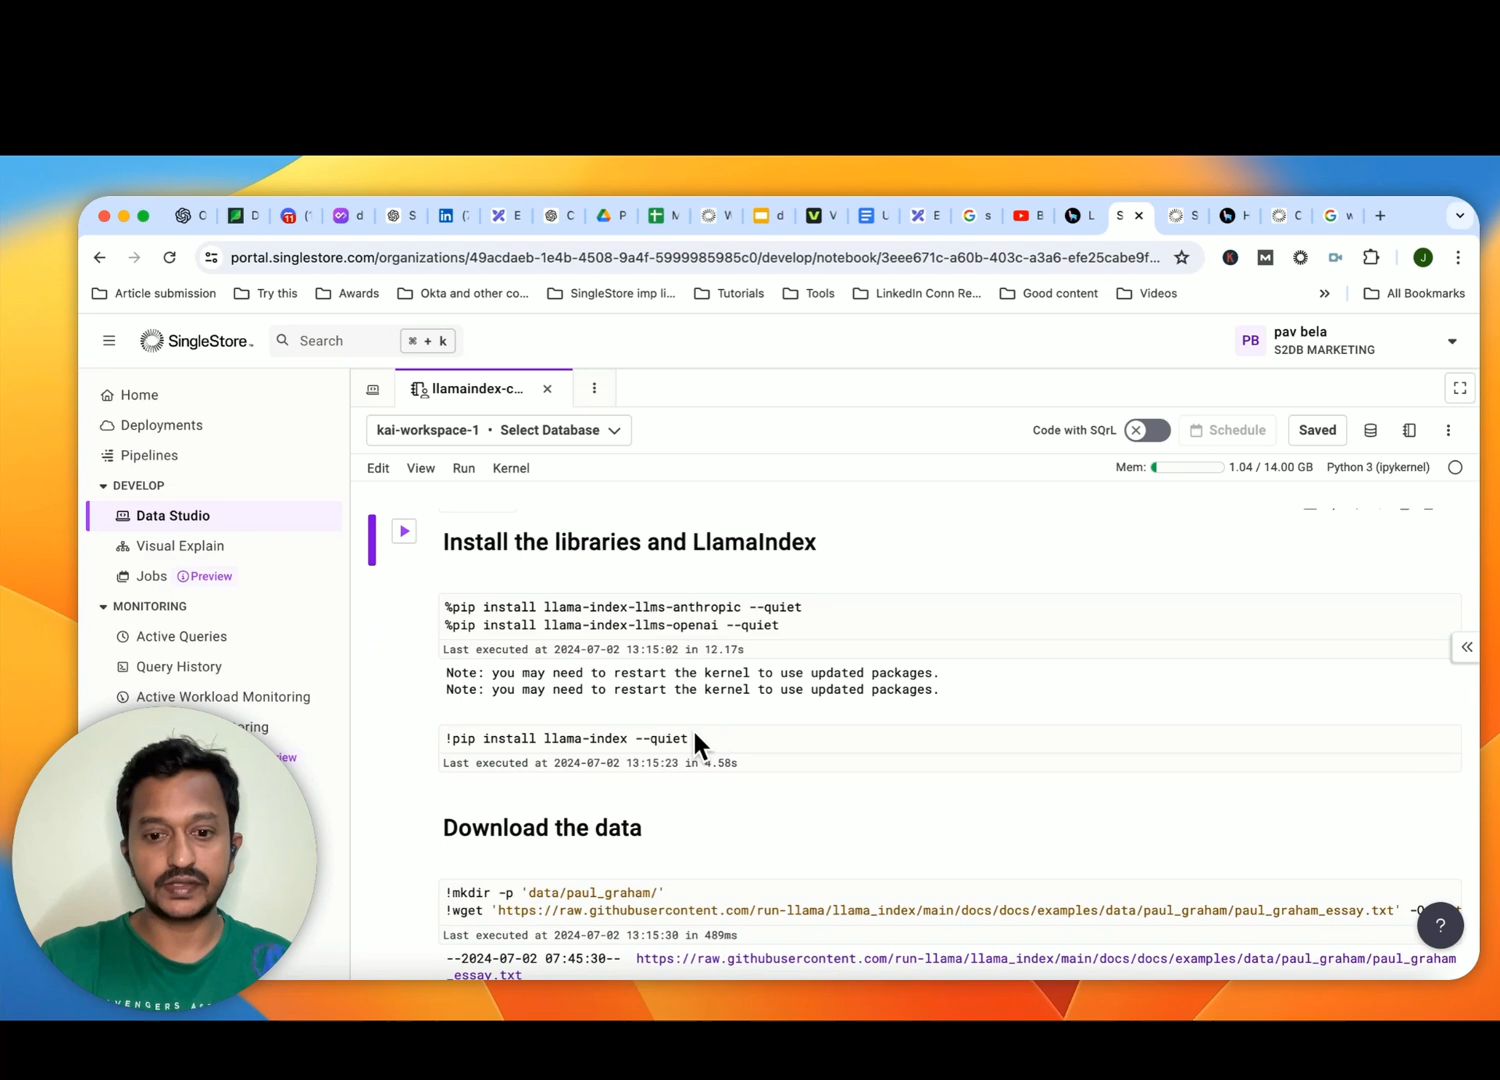 C
D
11
(
d
S
(7
E
C
P
M
W
d
V
U
E
s
B
L
S
S
H
C
w
portal.singlestore.com/organizations/49acdaeb-1e4b-4508-9a4f-5999985985c0/develop/notebook/3eee671c-a60b-403c-a3a6-efe25cabe9f...
J
Article submission
Try this
Awards
Okta and other co...
SingleStore imp li...
Tutorials
Tools
LinkedIn Conn Re...
Good content
Videos
All Bookmarks
SingleStore
Search
⌘ + k
PB
pav bela
S2DB MARKETING
Home
Deployments
Pipelines
DEVELOP
Data Studio
Visual Explain
Jobs
Preview
MONITORING
Active Queries
Query History
Active Workload Monitoring
oring
iew
llamaindex-c...
kai-workspace-1 • Select Database
Code with SQrL
Schedule
Saved
Edit
View
Run
Kernel
Mem:
1.04 / 14.00 GB
Python 3 (ipykernel)
Install the libraries and LlamaIndex
%pip install llama-index-llms-anthropic --quiet
%pip install llama-index-llms-openai --quiet
Last executed at 2024-07-02 13:15:02 in 12.17s
Note: you may need to restart the kernel to use updated packages.
Note: you may need to restart the kernel to use updated packages.
!pip install llama-index --quiet
Last executed at 2024-07-02 13:15:23 in 4.58s
Download the data
!mkdir -p 'data/paul_graham/'
!wget 'https://raw.githubusercontent.com/run-llama/llama_index/main/docs/docs/examples/data/paul_graham/paul_graham_essay.txt' -O
Last executed at 2024-07-02 13:15:30 in 489ms
--2024-07-02 07:45:30-- https://raw.githubusercontent.com/run-llama/llama_index/main/docs/docs/examples/data/paul_graham/paul_graham
_essay.txt
?
VENGERS